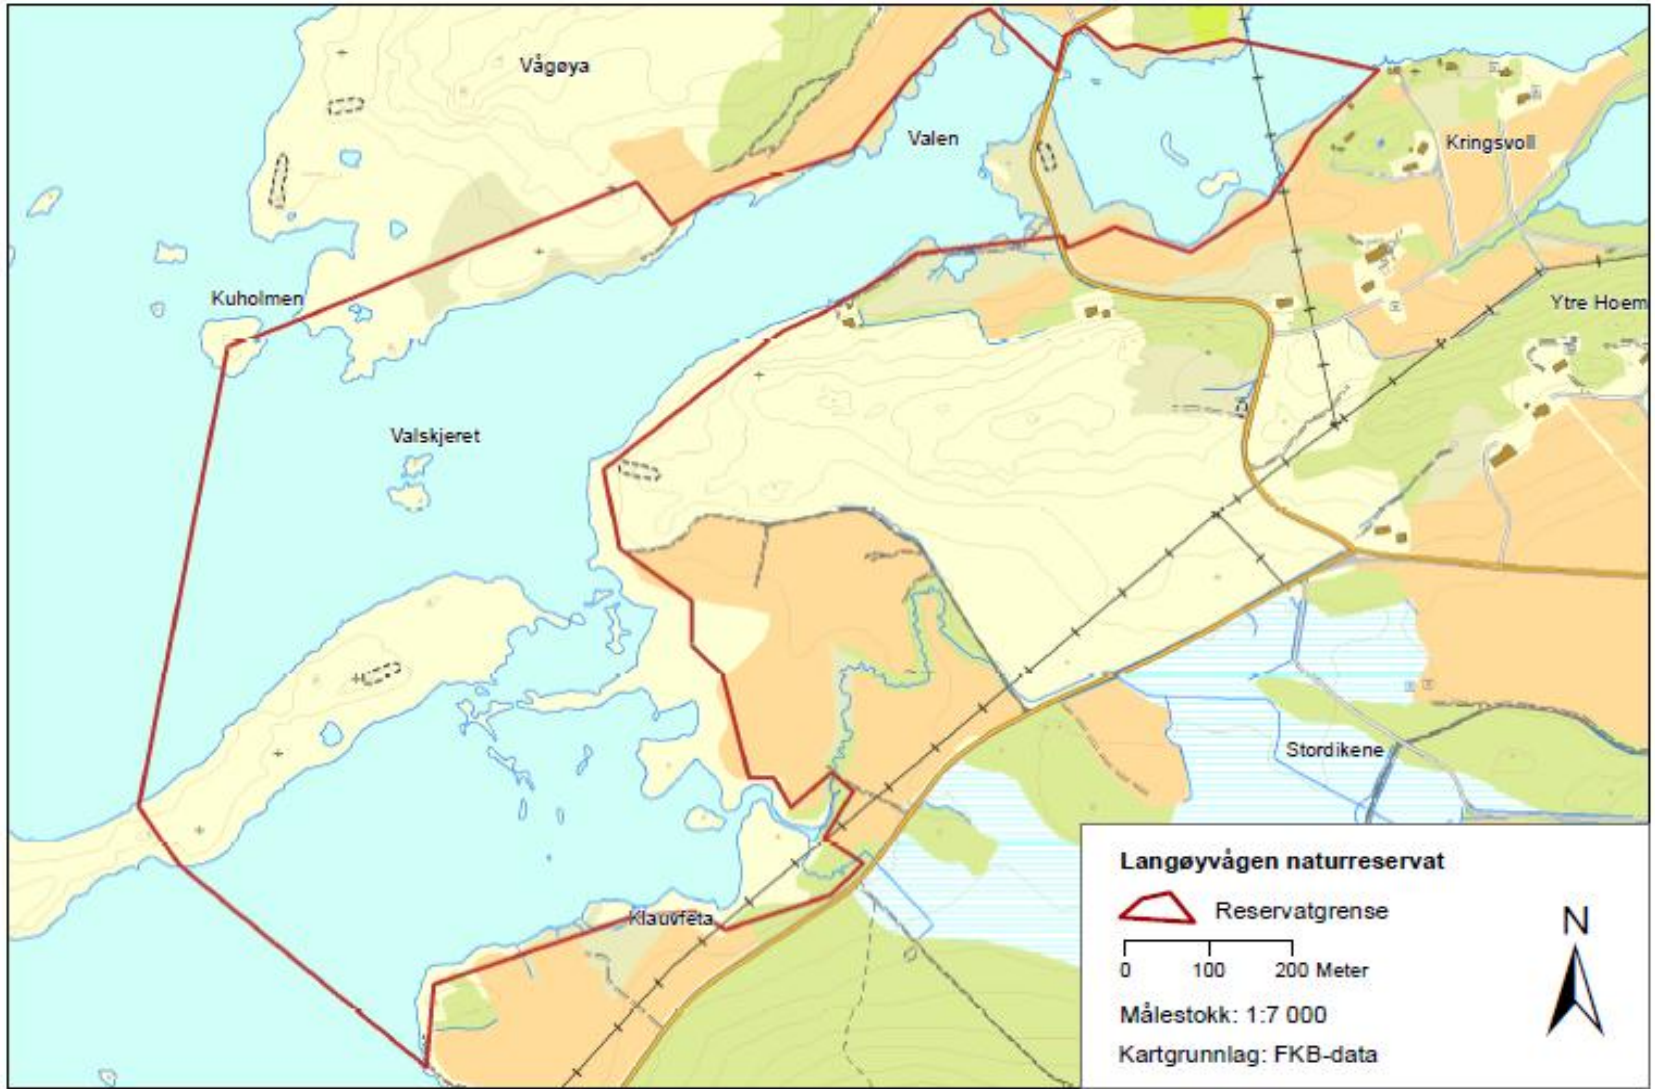 Vågøya
Valen
Kringsvoll
Kuholmen
Ytre Hoem
Valskjeret
Stordikene
Klauvfeta
Langøyvågen naturreservat
Reservatgrense
0 100 200 Meter
Målestokk: 1:7 000
Kartgrunnlag: FKB-data
N